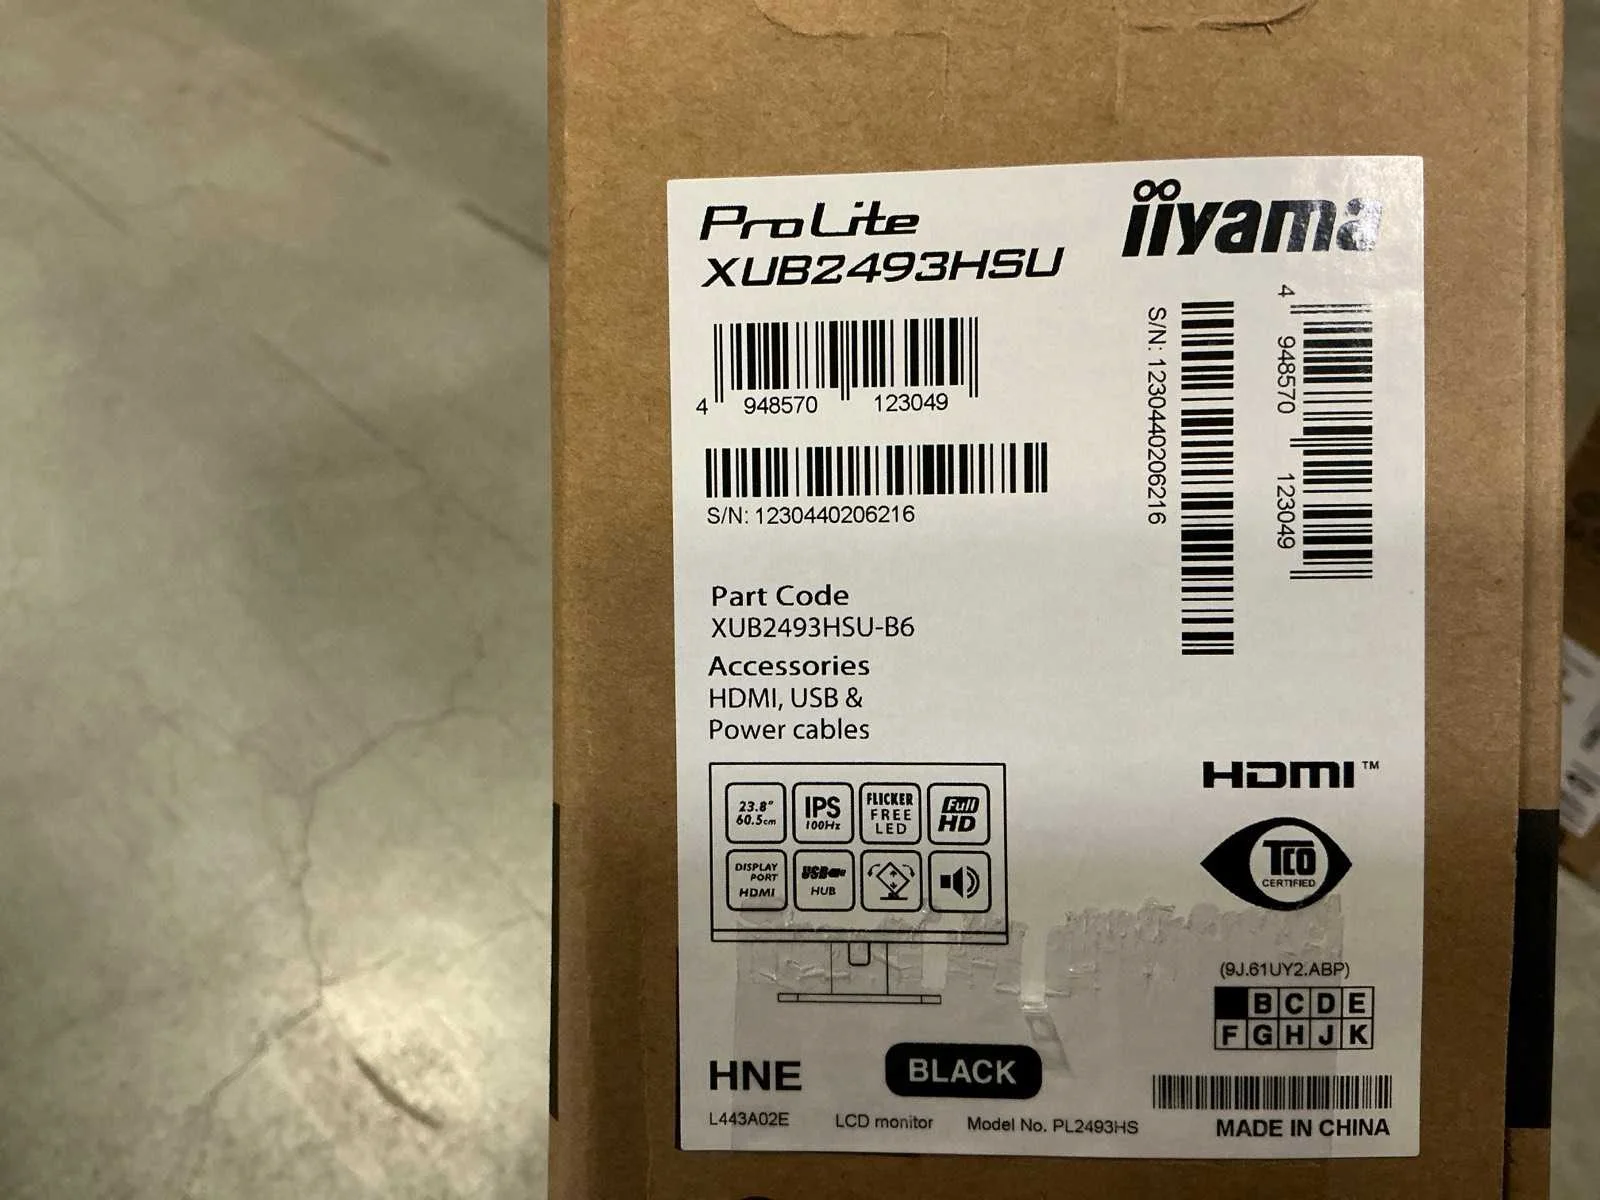 ProLite
XUB2493HSU
iiyama
4 948570 123049
S/N: 1230440206216
S/N: 1230440206216
4 948570 123049
Part Code
XUB2493HSU-B6
Accessories
HDMI, USB &
Power cables
23.8"
60.5cm
IPS
100Hz
FLICKER
FREE
LED
Full
HD
DISPLAY
PORT
HDMI
USB
HUB
HDMI™
TCO
CERTIFIED
(9J.61UY2.ABP)
B C D E
F G H J K
HNE
BLACK
L443A02E LCD monitor Model No. PL2493HS
MADE IN CHINA